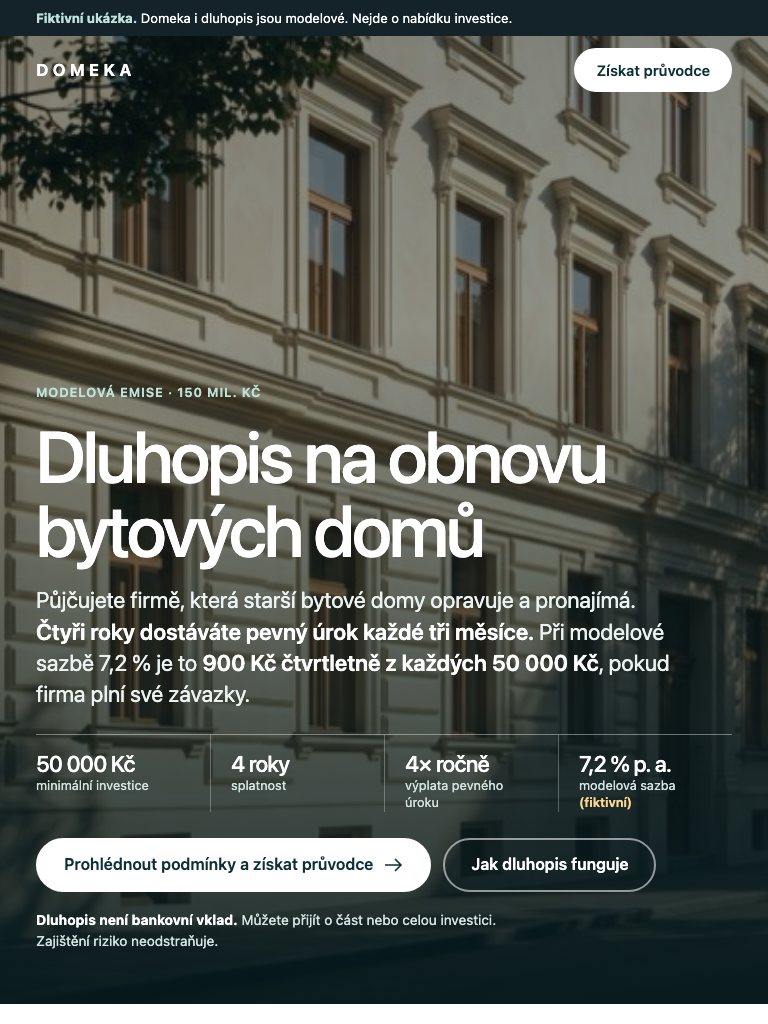 Fiktivní ukázka. Domeka i dluhopis jsou modelové. Nejde o nabídku investice.
DOMEKA
Získat průvodce
MODELOVÁ EMISE · 150 MIL. KČ
Dluhopis na obnovu
bytových domů
Půjčujete firmě, která starší bytové domy opravuje a pronajímá.
Čtyři roky dostáváte pevný úrok každé tři měsíce. Při modelové
sazbě 7,2 % je to 900 Kč čtvrtletně z každých 50 000 Kč, pokud
firma plní své závazky.
50 000 Kč
minimální investice
4 roky
splatnost
4× ročně
výplata pevného
úroku
7,2 % p. a.
modelová sazba
(fiktivní)
Prohlédnout podmínky a získat průvodce →
Jak dluhopis funguje
Dluhopis není bankovní vklad. Můžete přijít o část nebo celou investici.
Zajištění riziko neodstraňuje.